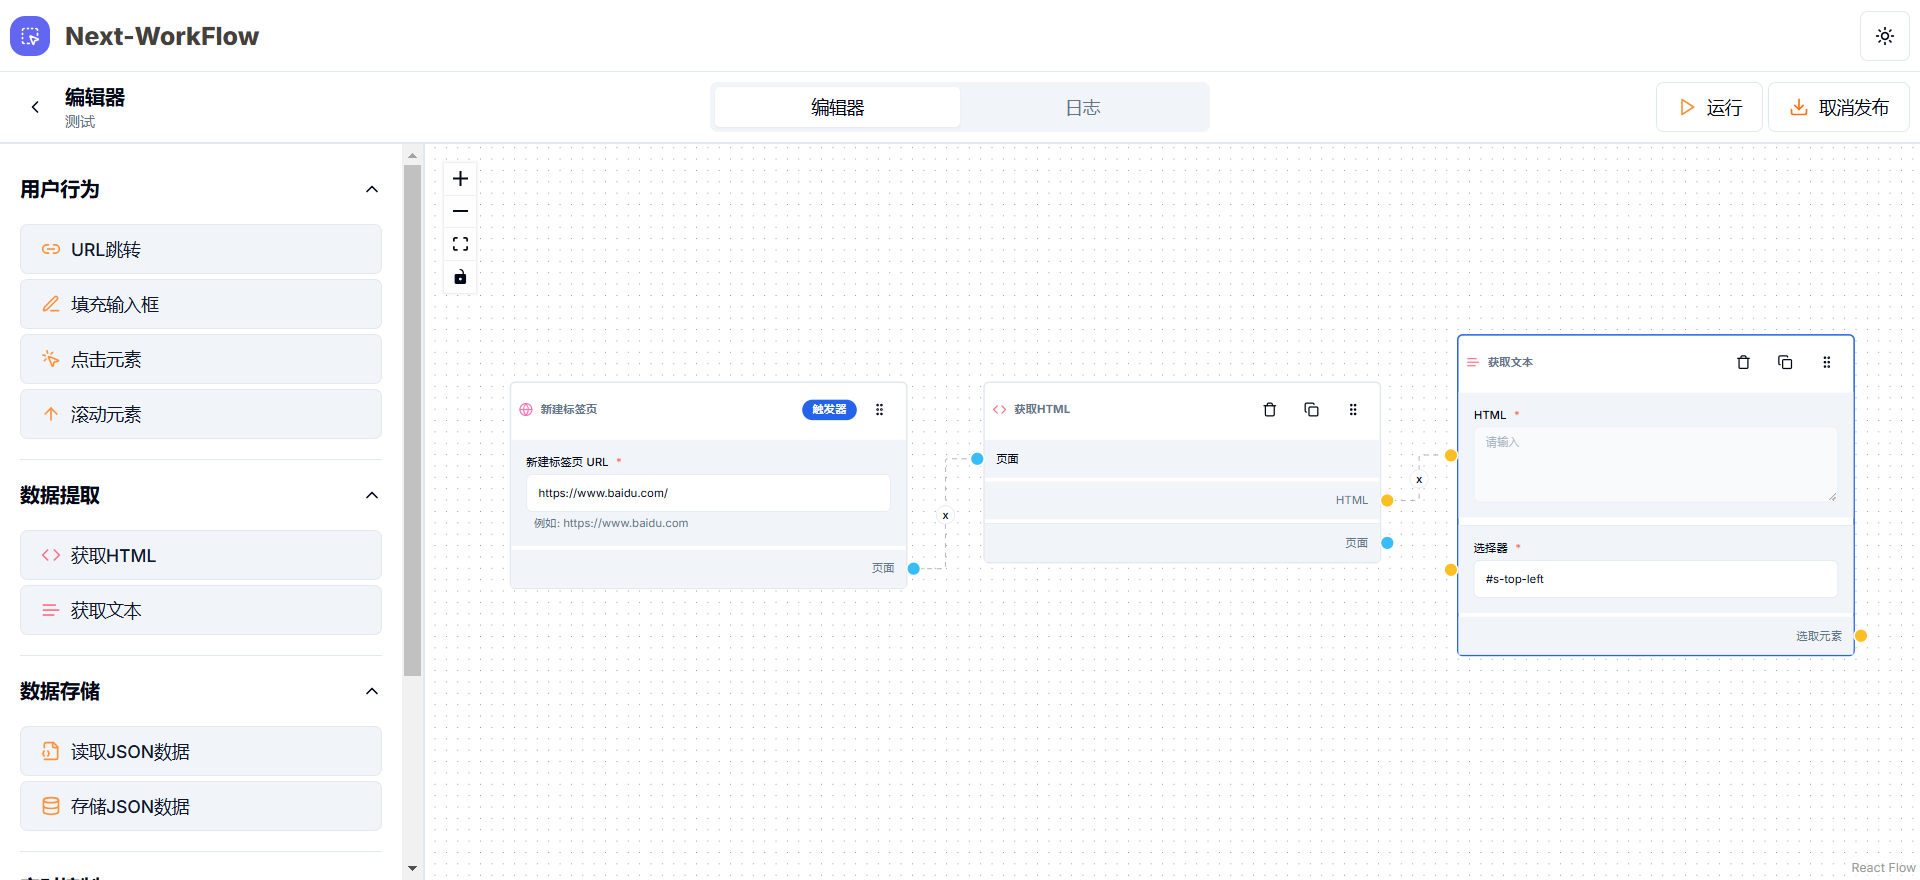 Next-WorkFlow
编辑器
测试
编辑器
日志
运行
取消发布
用户行为
URL跳转
填充输入框
点击元素
滚动元素
数据提取
获取HTML
获取文本
数据存储
读取JSON数据
存储JSON数据
新建标签页
触发器
新建标签页 URL *
https://www.baidu.com/
例如: https://www.baidu.com
页面
x
获取HTML
页面
HTML
页面
x
获取文本
HTML *
请输入
选择器 *
#s-top-left
选取元素
React Flow